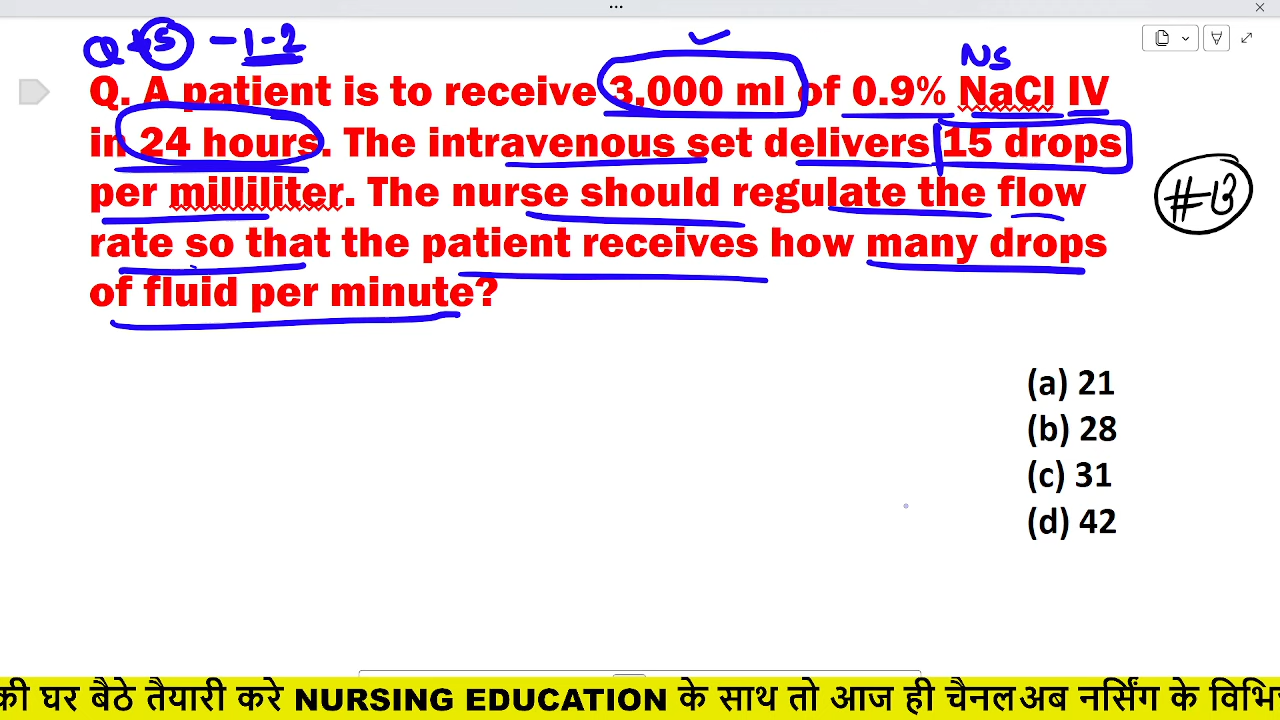 Q 5 - 1-2
NS
Q. A patient is to receive 3,000 ml of 0.9% NaCl IV
in 24 hours. The intravenous set delivers 15 drops
per milliliter. The nurse should regulate the flow
rate so that the patient receives how many drops
of fluid per minute?
#13
(a) 21
(b) 28
(c) 31
(d) 42
की घर बैठे तैयारी करे NURSING EDUCATION के साथ तो आज ही चैनलअब नर्सिंग के